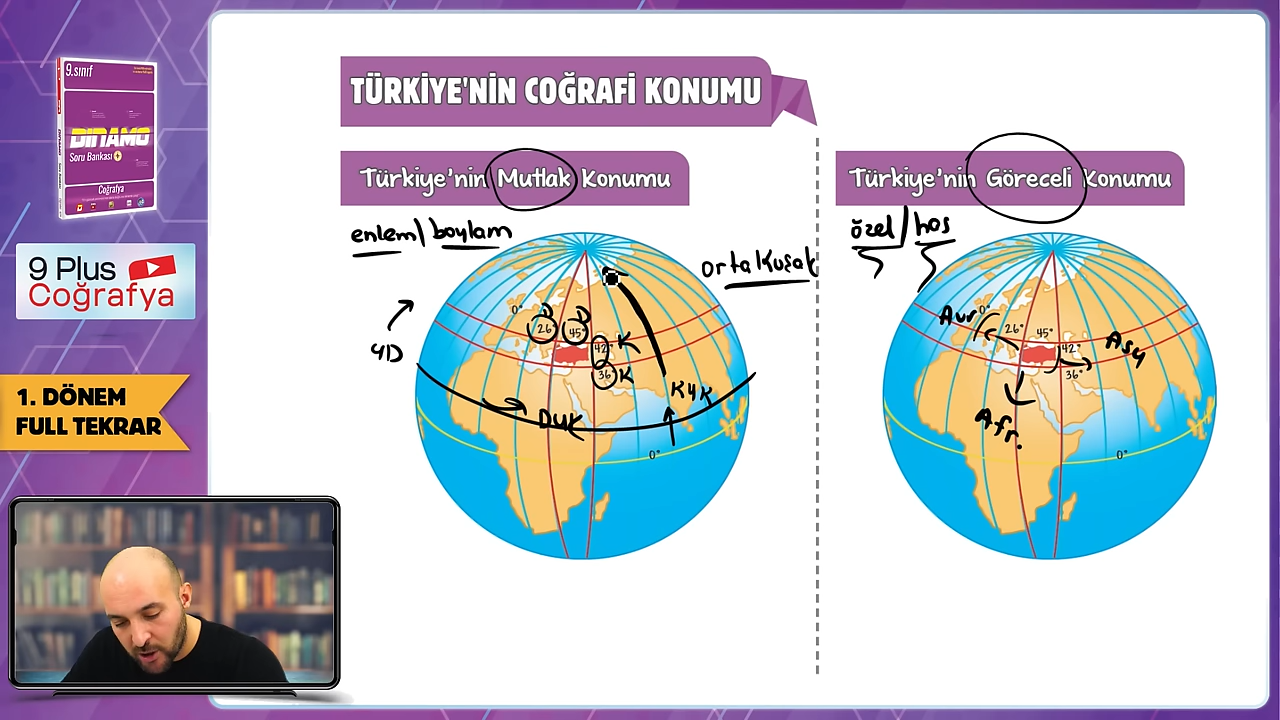 9.sınıf
DİNAMO
Soru Bankası +
Coğrafya
9 Plus
Coğrafya
1. DÖNEM
FULL TEKRAR
TÜRKİYE'NİN COĞRAFİ KONUMU
Türkiye'nin Mutlak Konumu
enlem/boylam
orta kuşak
4D
0°
26° D
45° D
42° K
36° K
KYK
DYK
0°
Türkiye'nin Göreceli Konumu
özel/
0°
Avr
26°
45°
42°
Asy
36°
Afr.
0°